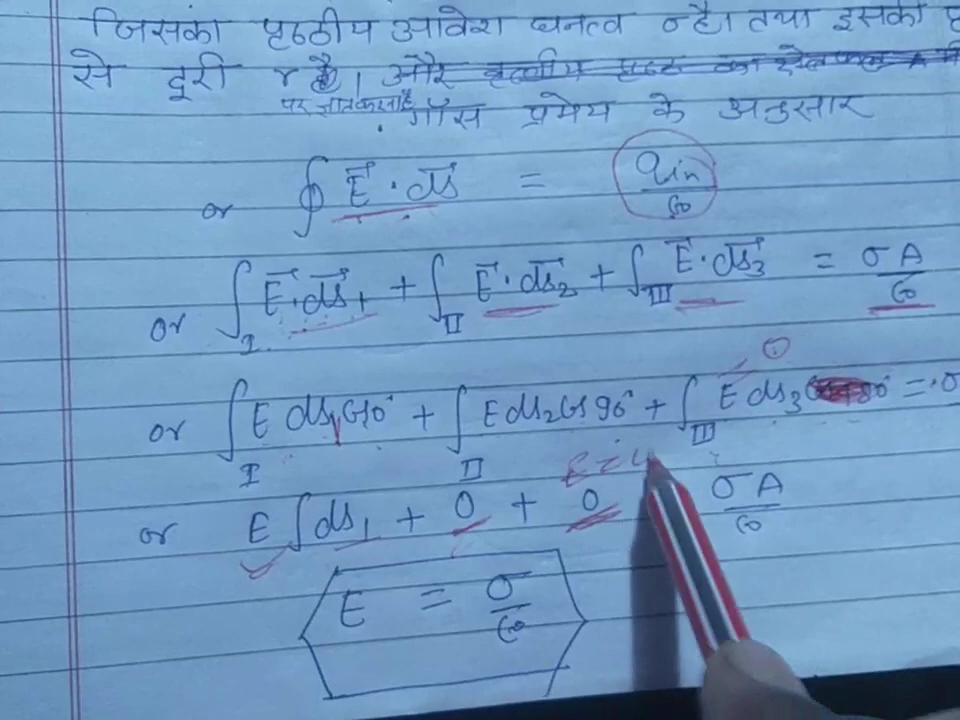 जिसका पृष्ठीय आवेश घनत्व σ है। तथा इसकी
से दूरी r है।
पर ज्ञात करना है
गॉस प्रमेय के अनुसार
or ∮ E⃗ · ds⃗ = qin/ε₀
or ∫I E⃗·ds⃗₁ + ∫II E⃗·ds⃗₂ + ∫III E⃗·ds⃗₃ = σA/ε₀
or ∫I E ds₁ Cos0° + ∫II E ds₂ Cos 90° + ∫III E ds₃ = σ
or E ∫ds₁ + 0 + 0 σA/ε₀
E = σ/ε₀